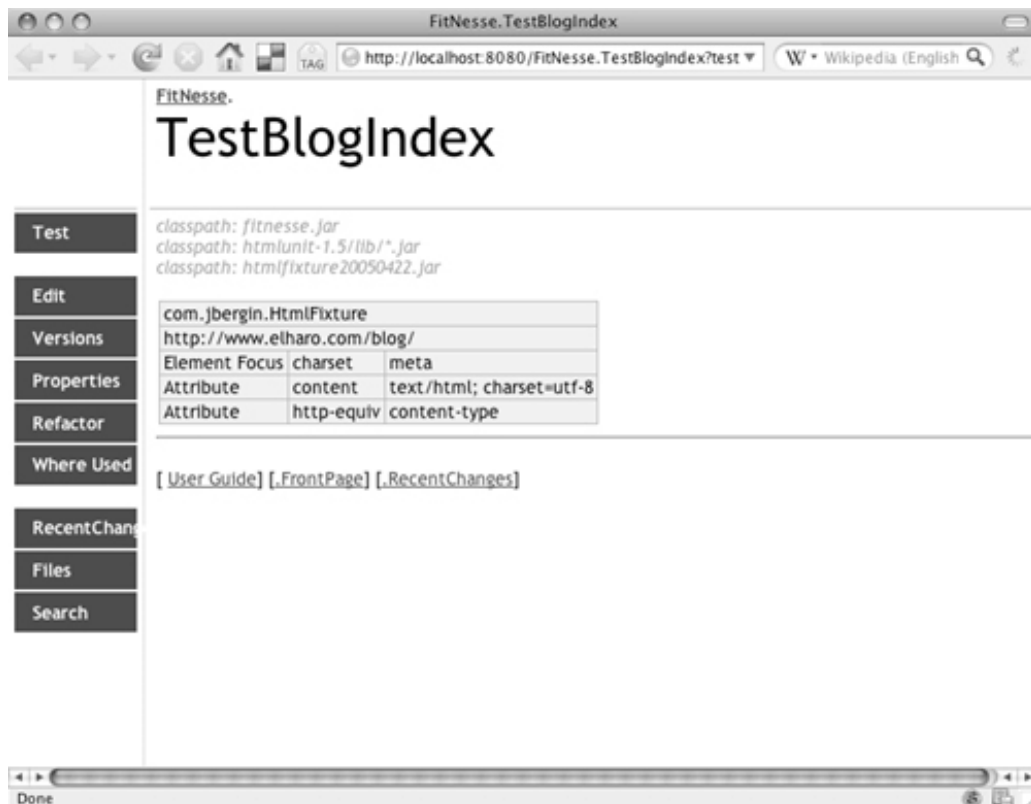 FitNesse.TestBlogIndex
TAG
http://localhost:8080/FitNesse.TestBlogIndex?test
W Wikipedia (English
FitNesse.
TestBlogIndex
classpath: fitnesse.jar
classpath: htmlunit-1.5/lib/*.jar
classpath: htmlfixture20050422.jar
Test
Edit
Versions
Properties
Refactor
Where Used
RecentChang
Files
Search
com.jbergin.HtmlFixture
http://www.elharo.com/blog/
Element Focus charset meta
Attribute content text/html; charset=utf-8
Attribute http-equiv content-type
[ User Guide] [.FrontPage] [.RecentChanges]
Done